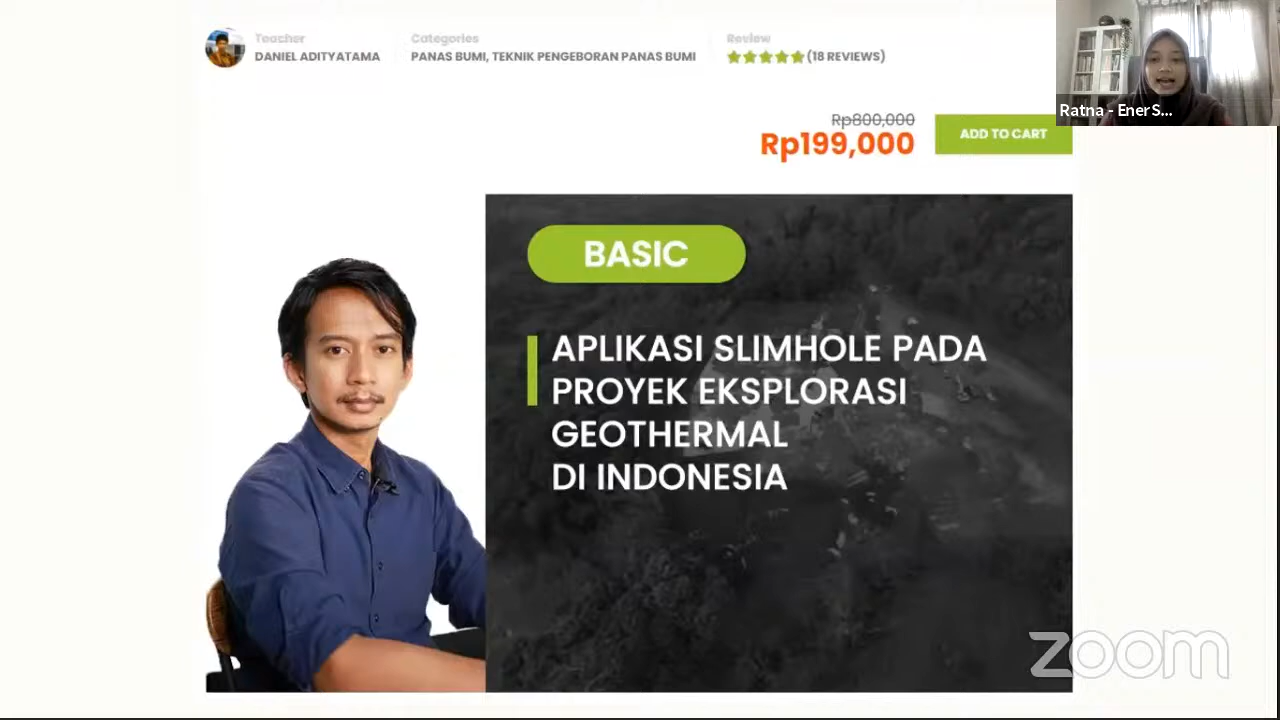 Teacher
DANIEL ADITYATAMA
Categories
PANAS BUMI, TEKNIK PENGEBORAN PANAS BUMI
Review
(18 REVIEWS)
Ratna - Ener S...
Rp800,000
Rp199,000
ADD TO CART
BASIC
APLIKASI SLIMHOLE PADA
PROYEK EKSPLORASI
GEOTHERMAL
DI INDONESIA
zoom